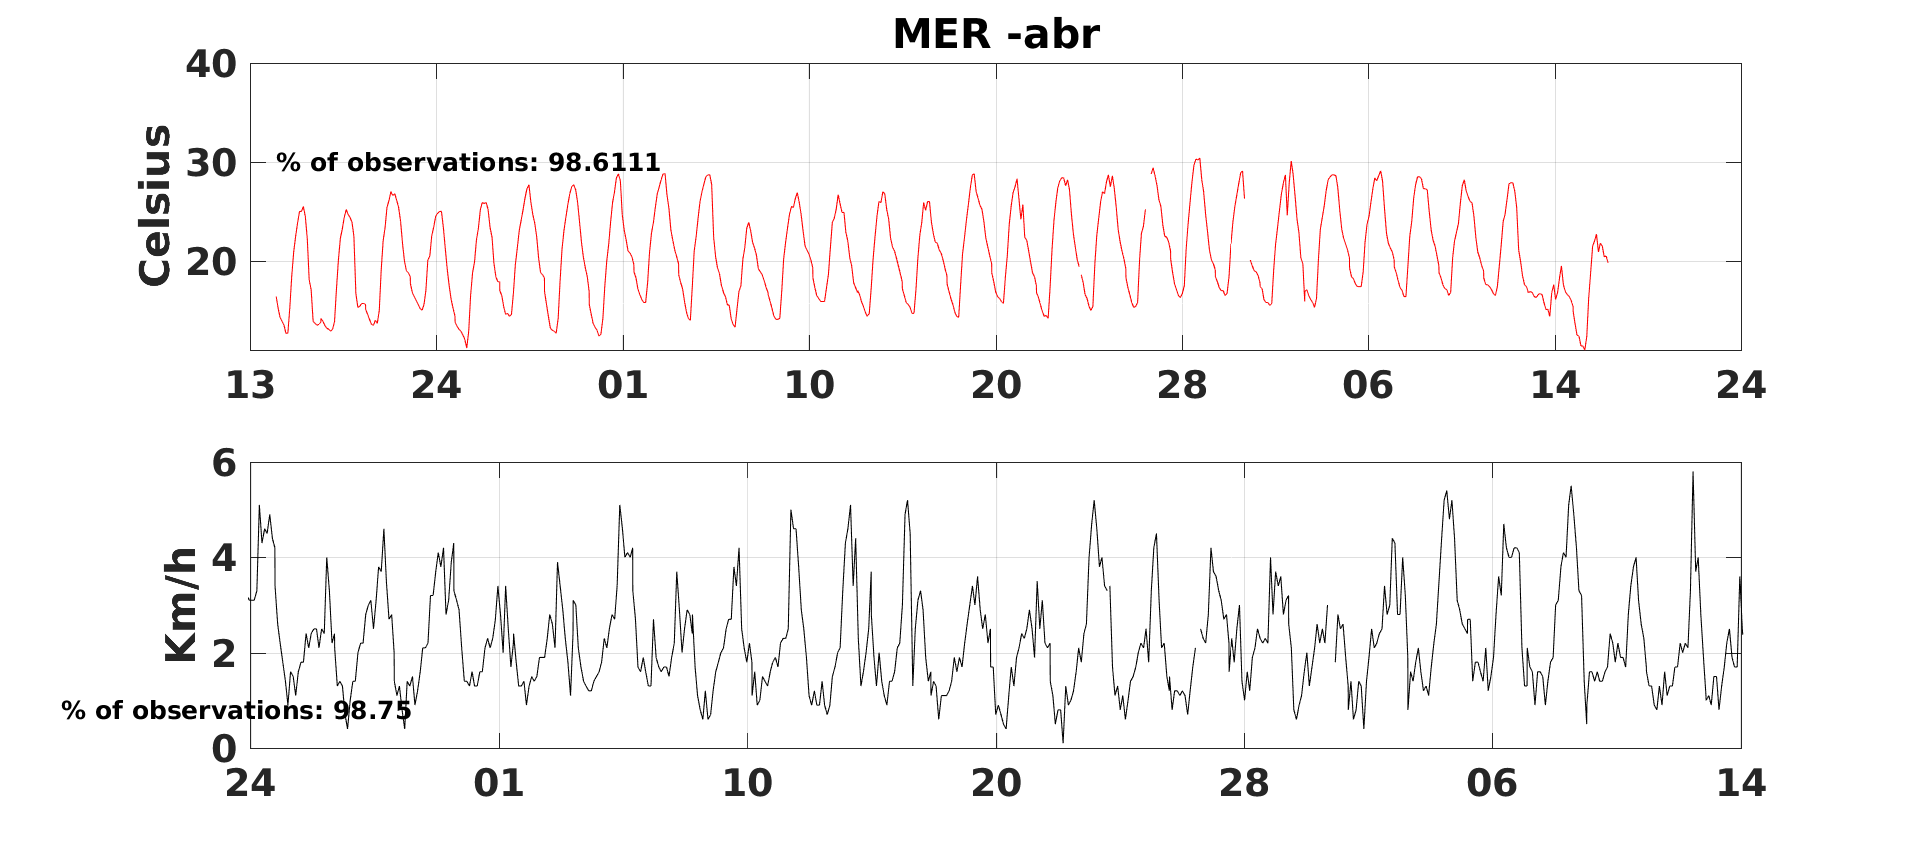 MER -abr
40
30
20
Celsius
% of observations: 98.6111
13 24 01 10 20 28 06 14 24
6
4
2
0
Km/h
% of observations: 98.75
24 01 10 20 28 06 14